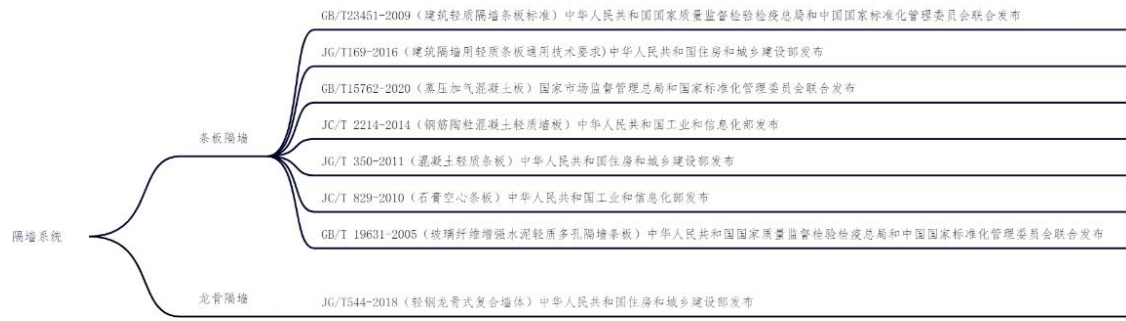 GB/T23451-2009（建筑轻质隔墙条板标准）中华人民共和国国家质量监督检验检疫总局和中国国家标准化管理委员会联合发布
JG/T169-2016（建筑隔墙用轻质条板通用技术要求)中华人民共和国住房和城乡建设部发布
GB/T15762-2020（蒸压加气混凝土板）国家市场监督管理总局和国家标准化管理委员会联合发布
JC/T 2214-2014（钢筋陶粒混凝土轻质墙板）中华人民共和国工业和信息化部发布
条板隔墙
JG/T 350-2011（混凝土轻质条板）中华人民共和国住房和城乡建设部发布
JC/T 829-2010（石膏空心条板）中华人民共和国工业和信息化部发布
隔墙系统
GB/T 19631-2005（玻璃纤维增强水泥轻质多孔隔墙条板）中华人民共和国国家质量监督检验检疫总局和中国国家标准化管理委员会联合发布
龙骨隔墙
JG/T544-2018（轻钢龙骨式复合墙体）中华人民共和国住房和城乡建设部发布